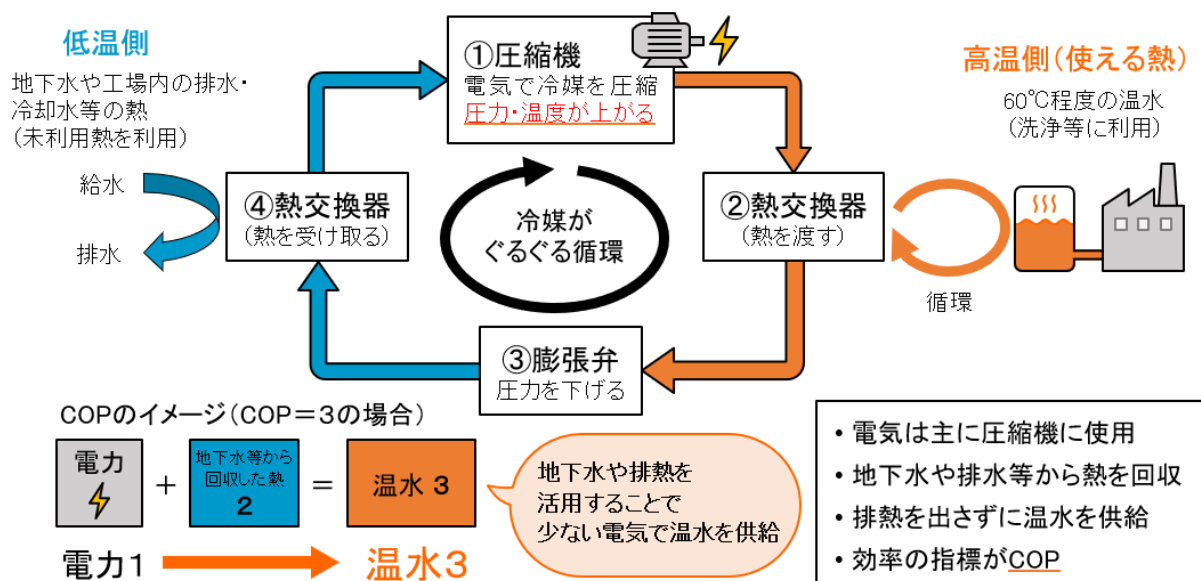 低温側
地下水や工場内の排水・
冷却水等の熱
(未利用熱を利用)
給水
排水
①圧縮機
電気で冷媒を圧縮
圧力・温度が上がる
高温側(使える熱)
60℃程度の温水
(洗浄等に利用)
④熱交換器
(熱を受け取る)
冷媒が
ぐるぐる循環
②熱交換器
(熱を渡す)
循環
③膨張弁
圧力を下げる
COPのイメージ(COP=3の場合)
電力
+
地下水等から
回収した熱
2
=
温水 3
電力1
温水3
地下水や排熱を
活用することで
少ない電気で温水を供給
・電気は主に圧縮機に使用
・地下水や排水等から熱を回収
・排熱を出さずに温水を供給
・効率の指標がCOP